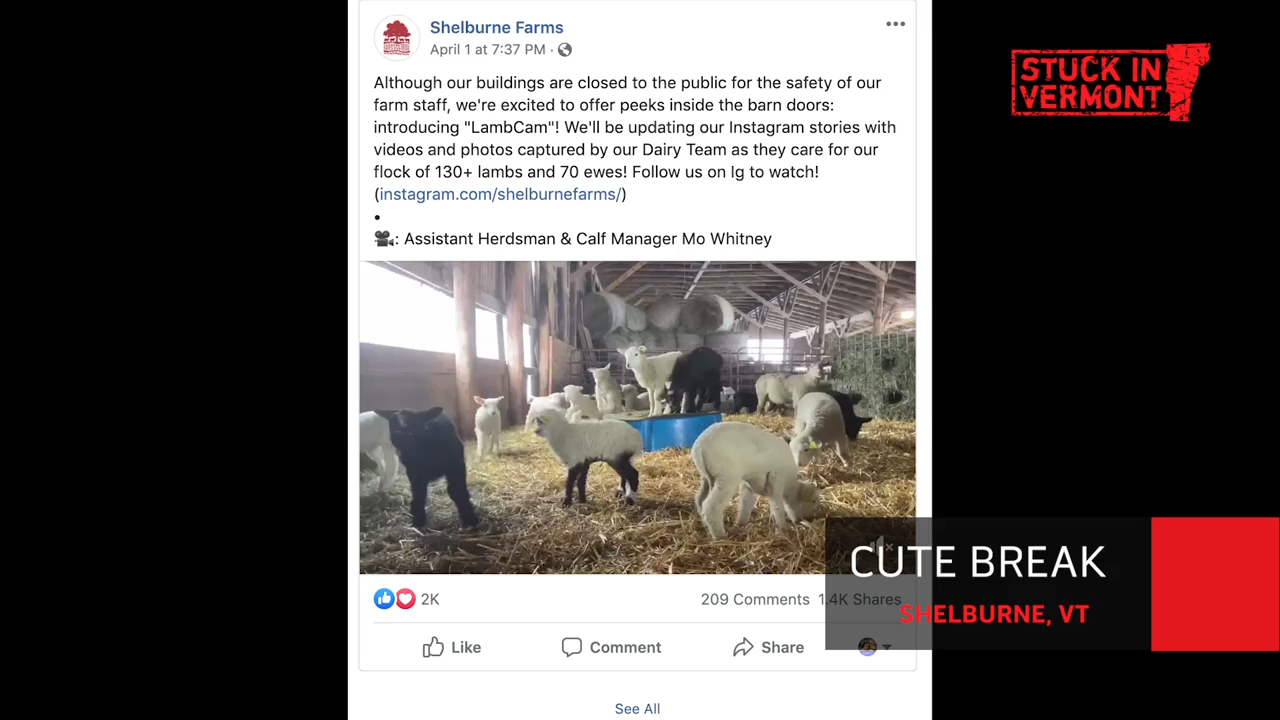 Shelburne Farms
April 1 at 7:37 PM ·
Although our buildings are closed to the public for the safety of our
farm staff, we're excited to offer peeks inside the barn doors:
introducing "LambCam"! We'll be updating our Instagram stories with
videos and photos captured by our Dairy Team as they care for our
flock of 130+ lambs and 70 ewes! Follow us on Ig to watch!
(instagram.com/shelburnefarms/)
•
🎥: Assistant Herdsman & Calf Manager Mo Whitney
2K
209 Comments 1.4K Shares
Like Comment Share
See All
STUCK IN
VERMONT
CUTE BREAK
SHELBURNE, VT